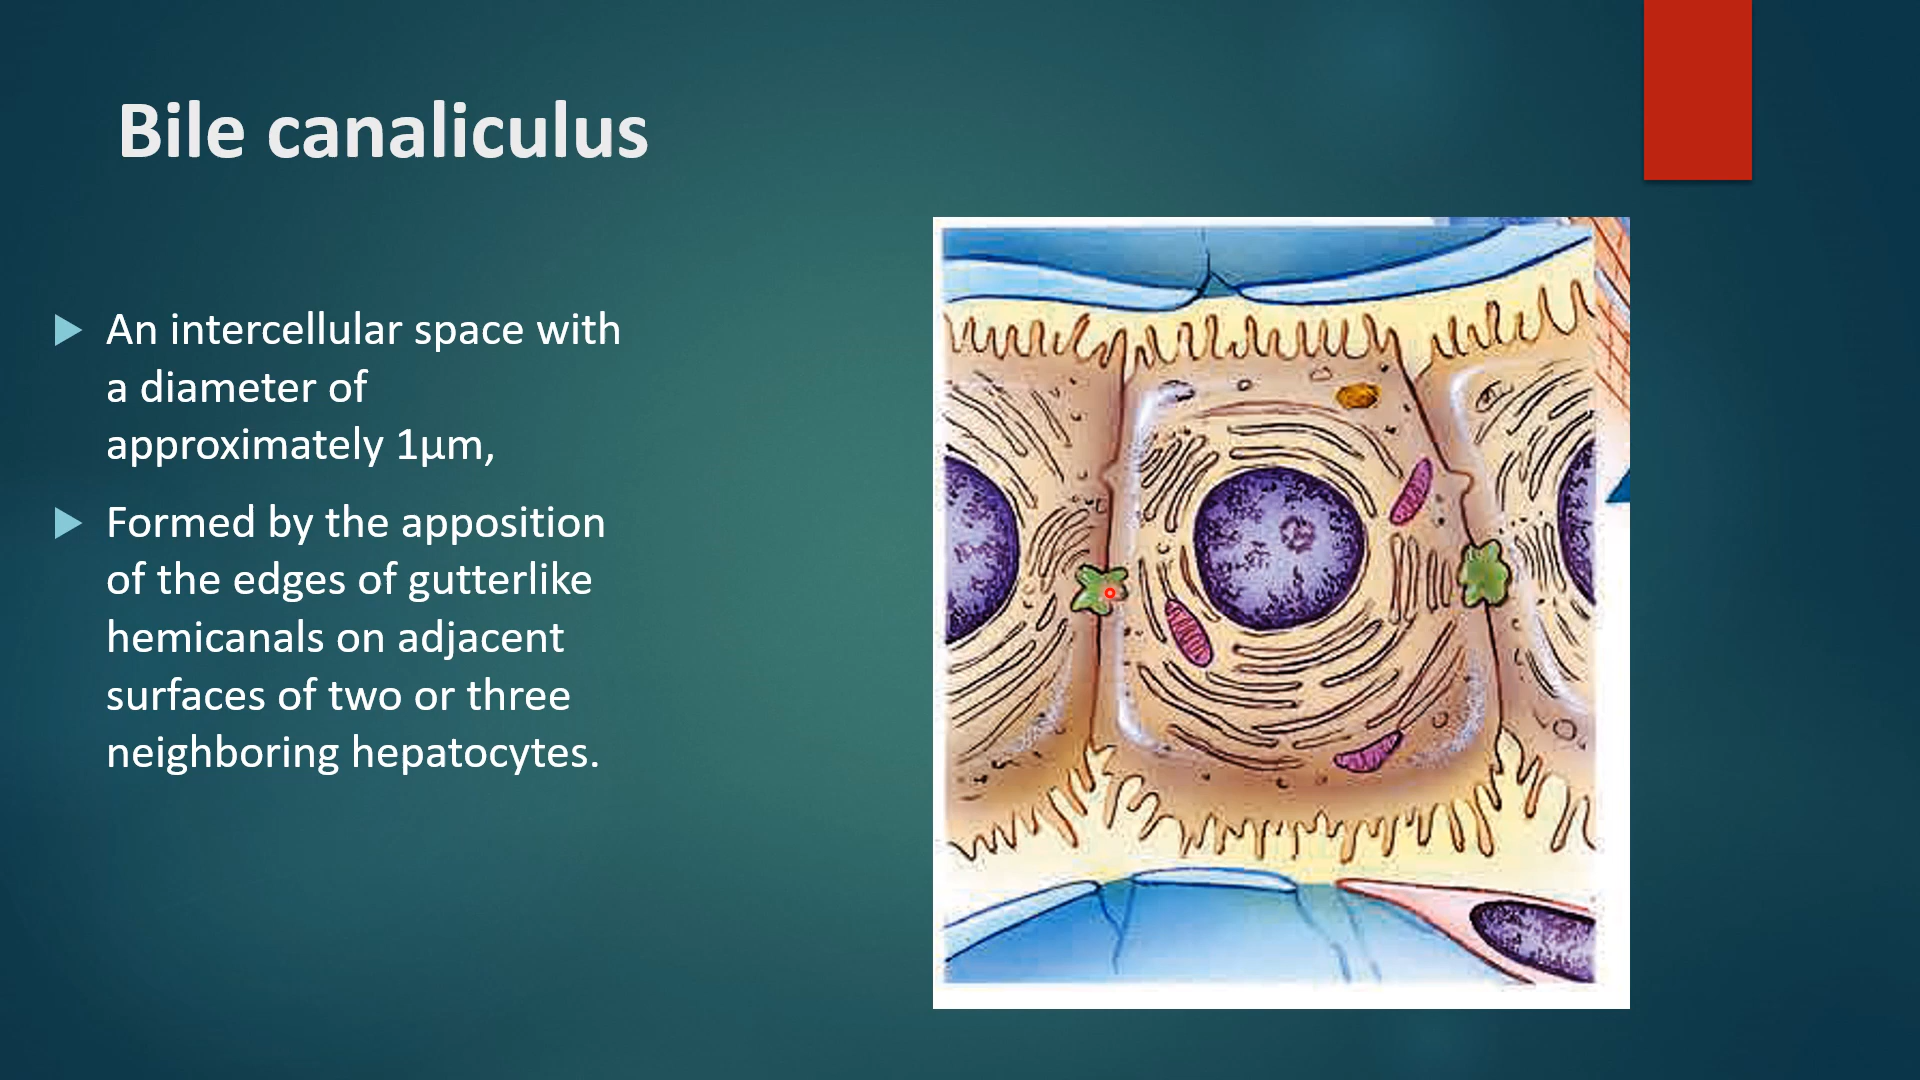 Bile canaliculus
An intercellular space with
a diameter of
approximately 1µm,
Formed by the apposition
of the edges of gutterlike
hemicanals on adjacent
surfaces of two or three
neighboring hepatocytes.